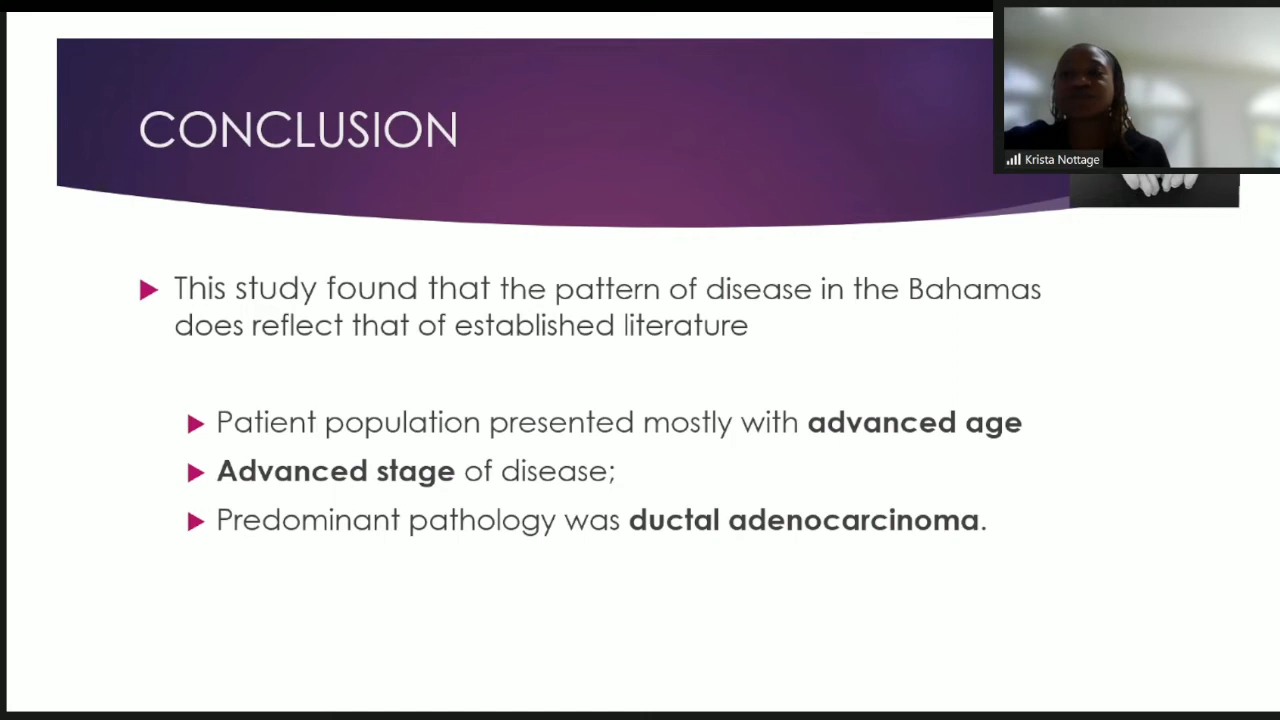 CONCLUSION
Krista Nottage
This study found that the pattern of disease in the Bahamas
does reflect that of established literature
Patient population presented mostly with advanced age
Advanced stage of disease;
Predominant pathology was ductal adenocarcinoma.